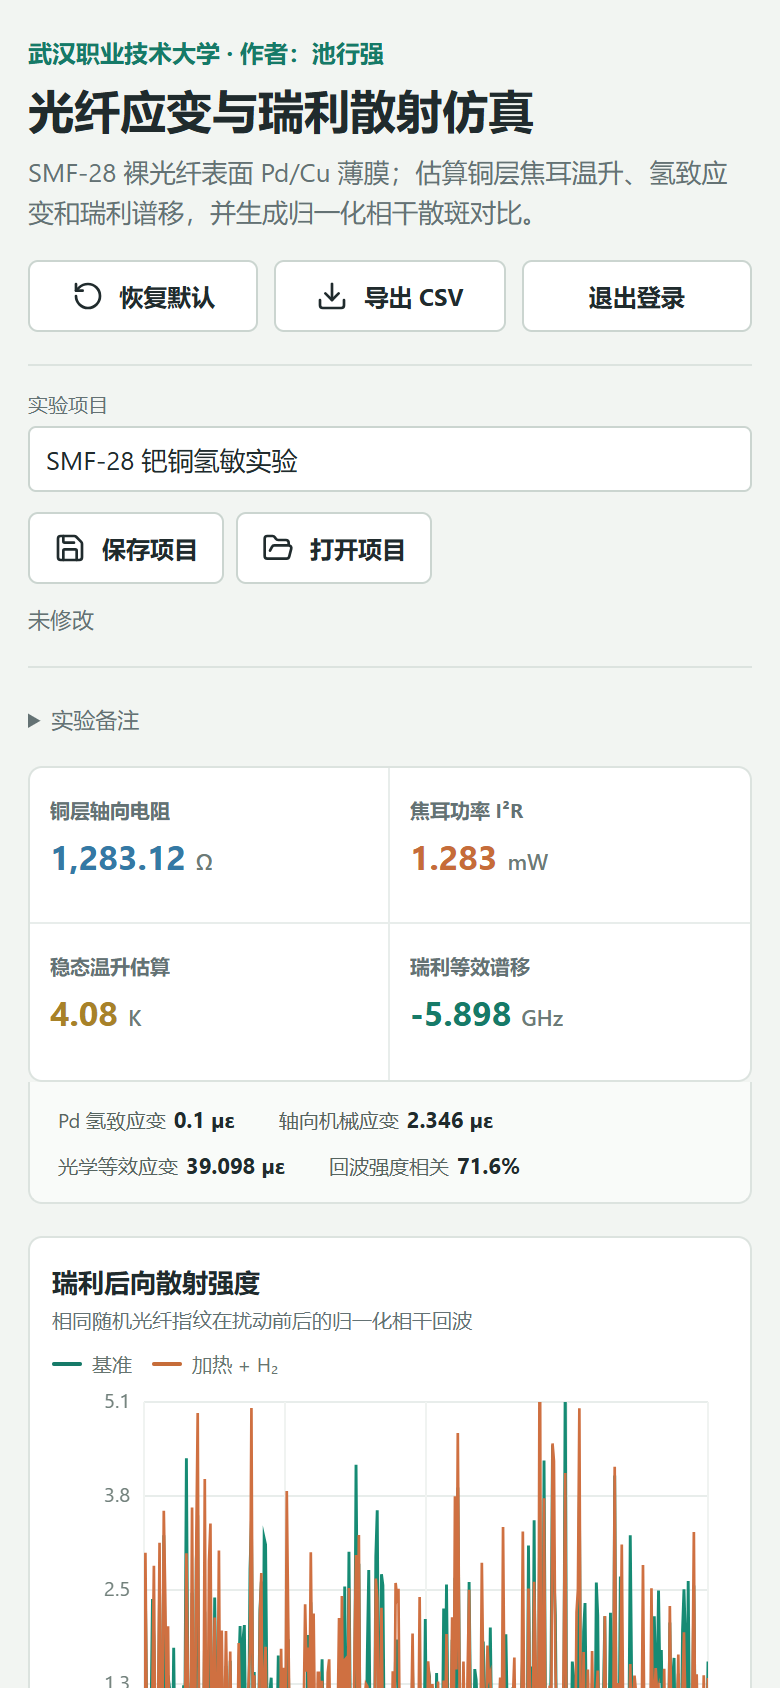 武汉职业技术大学 · 作者：池行强
光纤应变与瑞利散射仿真
SMF-28 裸光纤表面 Pd/Cu 薄膜；估算铜层焦耳温升、氢致应
变和瑞利谱移，并生成归一化相干散斑对比。
恢复默认 导出 CSV 退出登录
实验项目
SMF-28 钯铜氢敏实验
保存项目 打开项目
未修改
▶ 实验备注
铜层轴向电阻 焦耳功率 I²R
1,283.12 Ω 1.283 mW
稳态温升估算 瑞利等效谱移
4.08 K -5.898 GHz
Pd 氢致应变 0.1 με 轴向机械应变 2.346 με
光学等效应变 39.098 με 回波强度相关 71.6%
瑞利后向散射强度
相同随机光纤指纹在扰动前后的归一化相干回波
基准 加热 + H₂
5.1
3.8
2.5
1.3